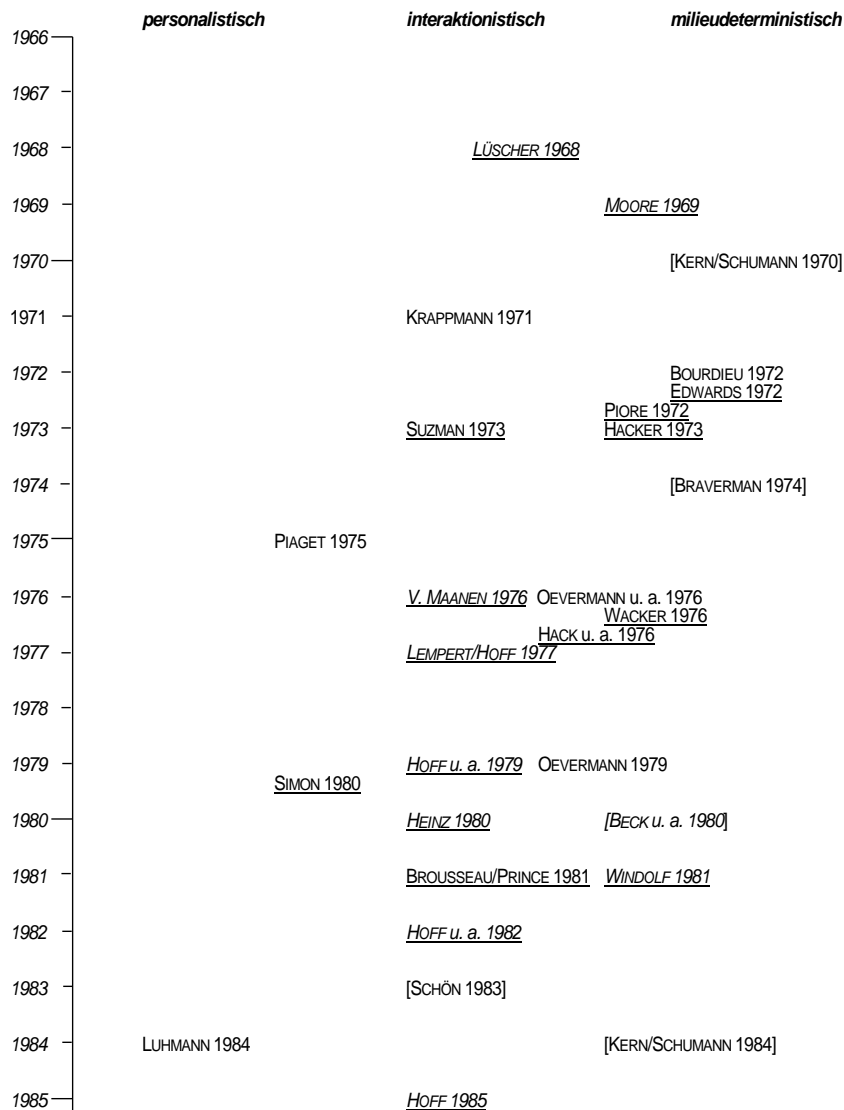 personalistisch interaktionistisch milieudeterministisch
1966
1967
1968 LÜSCHER 1968
1969 MOORE 1969
1970 [KERN/SCHUMANN 1970]
1971 KRAPPMANN 1971
1972 BOURDIEU 1972
EDWARDS 1972
PIORE 1972
1973 SUZMAN 1973 HACKER 1973
1974 [BRAVERMAN 1974]
1975 PIAGET 1975
1976 V. MAANEN 1976 OEVERMANN u. a. 1976
WACKER 1976
HACK u. a. 1976
1977 LEMPERT/HOFF 1977
1978
1979 HOFF u. a. 1979 OEVERMANN 1979
SIMON 1980
1980 HEINZ 1980 [BECK u. a. 1980]
1981 BROUSSEAU/PRINCE 1981 WINDOLF 1981
1982 HOFF u. a. 1982
1983 [SCHÖN 1983]
1984 LUHMANN 1984 [KERN/SCHUMANN 1984]
1985 HOFF 1985